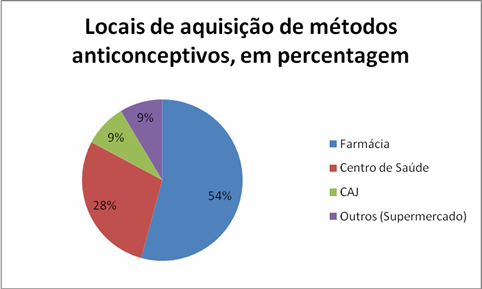 Locais de aquisição de métodos
anticonceptivos, em percentagem
9%
9%
28%
54%
Farmácia
Centro de Saúde
CAJ
Outros (Supermercado)